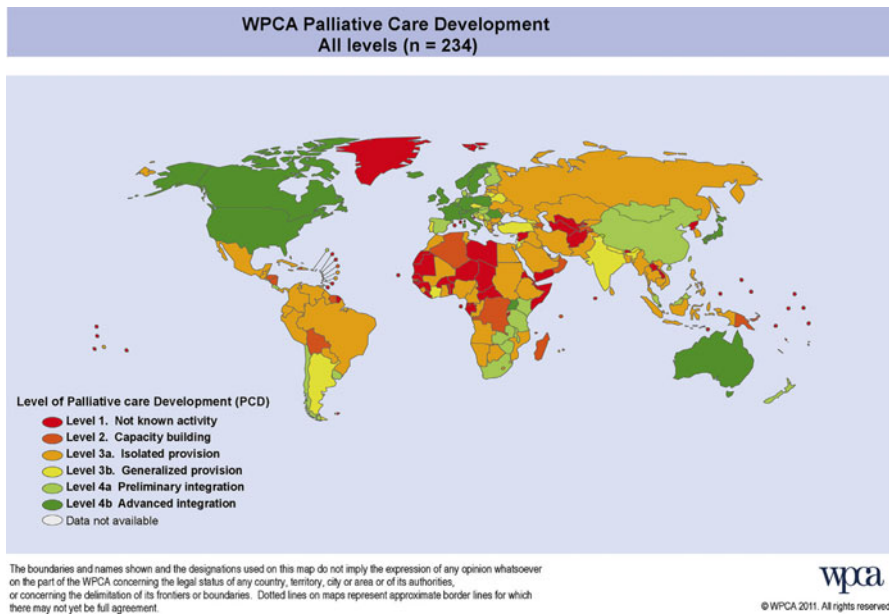 WPCA Palliative Care Development
All levels (n = 234)
Level of Palliative care Development (PCD)
Level 1. Not known activity
Level 2. Capacity building
Level 3a. Isolated provision
Level 3b. Generalized provision
Level 4a Preliminary integration
Level 4b Advanced integration
Data not available
The boundaries and names shown and the designations used on this map do not imply the expression of any opinion whatsoever
on the part of the WPCA concerning the legal status of any country, territory, city or area or of its authorities,
or concerning the delimitation of its frontiers or boundaries. Dotted lines on maps represent approximate border lines for which
there may not yet be full agreement.
wpca
© WPCA 2011. All rights reserved